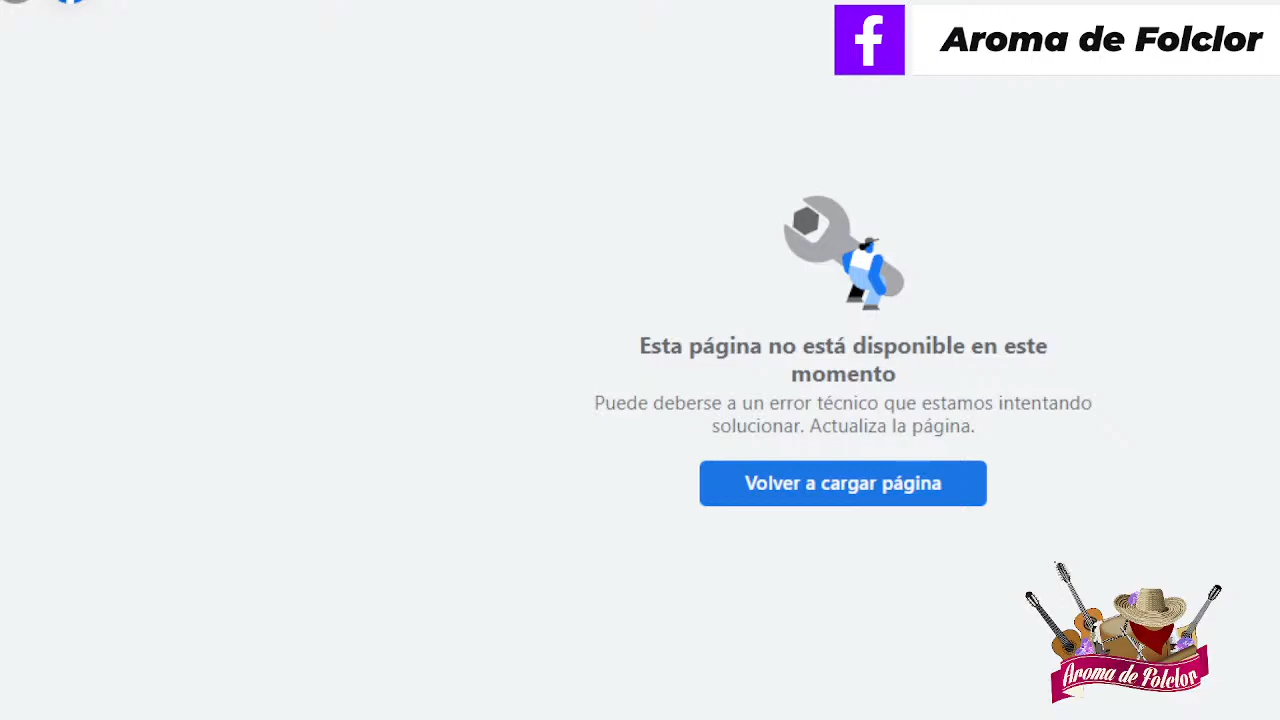 Aroma de Folclor
Esta página no está disponible en este
momento
Puede deberse a un error técnico que estamos intentando
solucionar. Actualiza la página.
Volver a cargar página
Aroma de Folclor